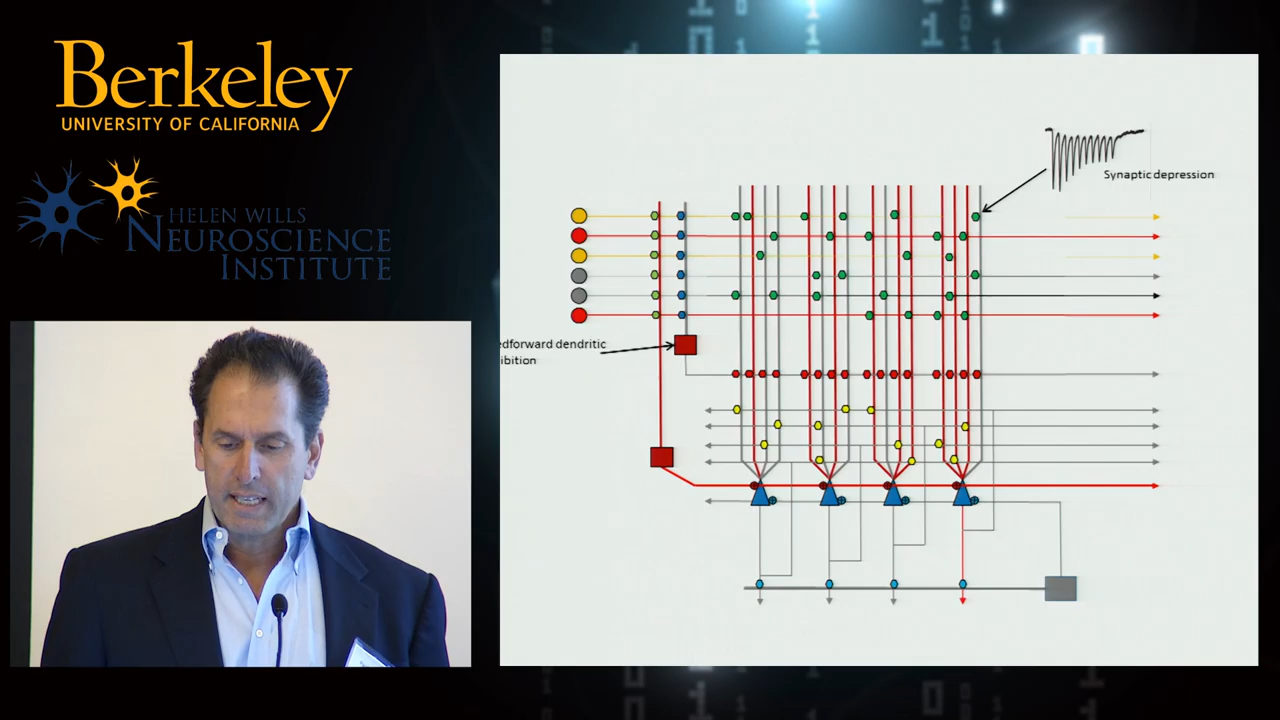 Berkeley
UNIVERSITY OF CALIFORNIA
HELEN WILLS
NEUROSCIENCE
INSTITUTE
Synaptic depression
edforward dendritic
ibition